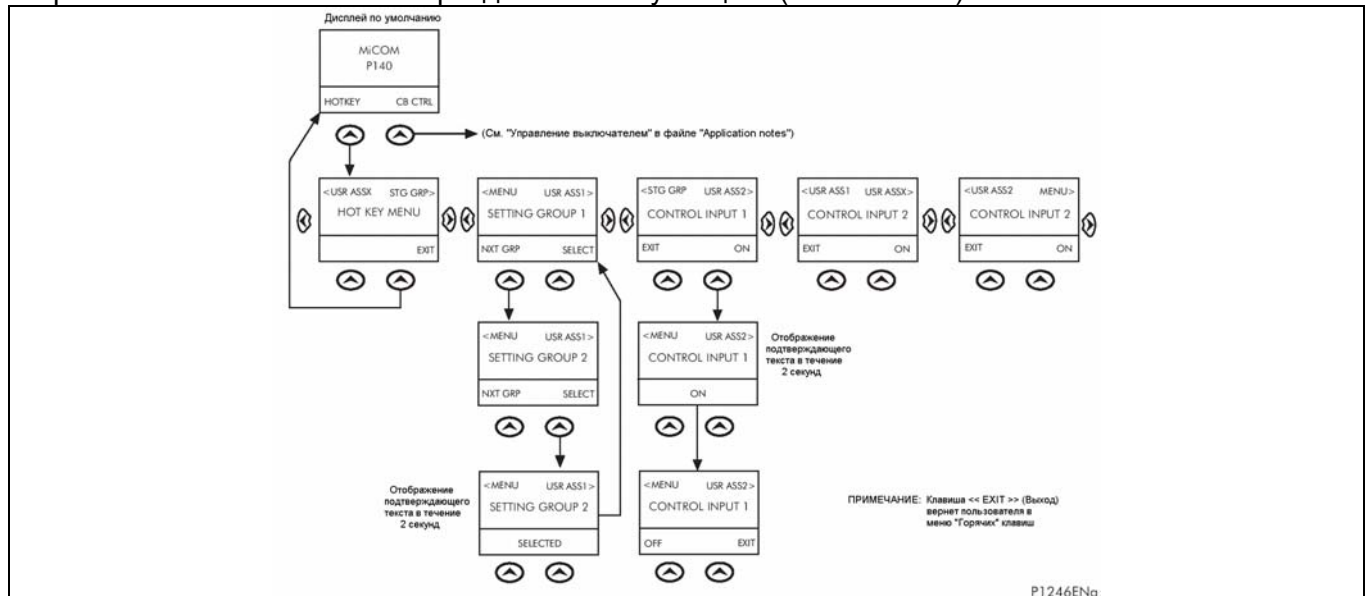 Дисплей по умолчанию
MiCOM
P140
HOTKEY CB CTRL
(См. "Управление выключателем" в файле "Application notes")
<USR ASSX STG GRP>
HOT KEY MENU
EXIT
<MENU USR ASS1>
SETTING GROUP 1
NXT GRP SELECT
<STG GRP USR ASS2>
CONTROL INPUT 1
EXIT ON
<USR ASS1 USR ASSX>
CONTROL INPUT 2
EXIT ON
<USR ASS2 MENU>
CONTROL INPUT 2
EXIT ON
<MENU USR ASS1>
SETTING GROUP 2
NXT GRP SELECT
<MENU USR ASS2>
CONTROL INPUT 1
ON
Отображение
подтверждающего
текста в течение
2 секунд
Отображение
подтверждающего
текста в течение
2 секунд
<MENU USR ASS1>
SETTING GROUP 2
SELECTED
<MENU USR ASS2>
CONTROL INPUT 1
OFF EXIT
ПРИМЕЧАНИЕ: Клавиша << EXIT >> (Выход)
вернет пользователя в
меню "Горячих" клавиш
P1246ENa